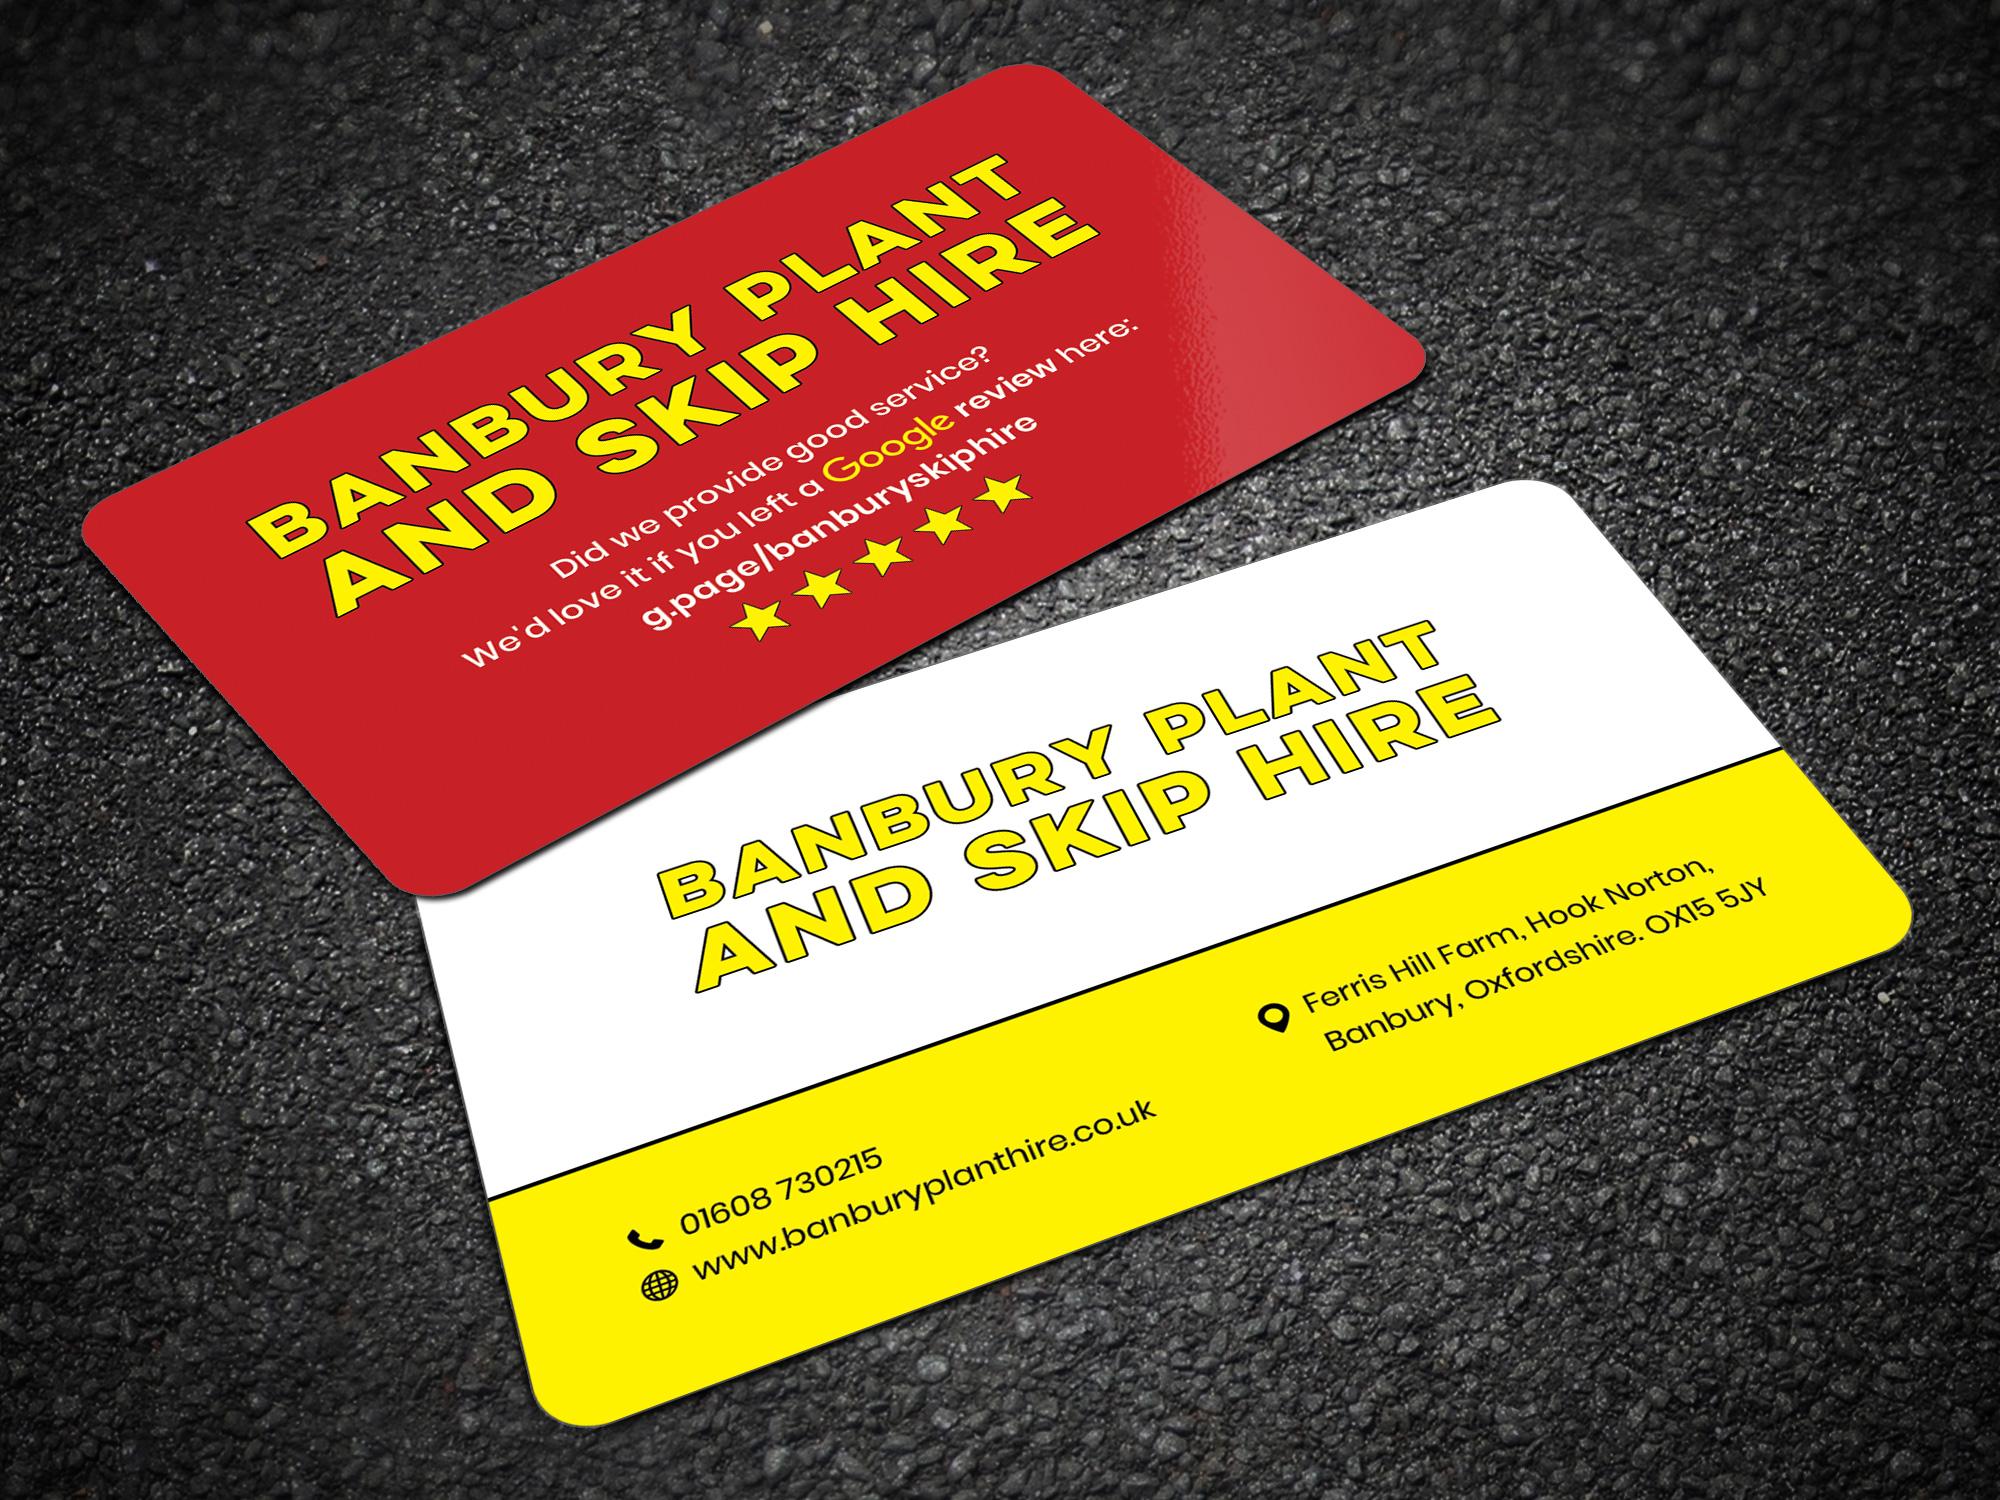 BANBURY PLANT
AND SKIP HIRE
Did we provide good service?
We'd love it if you left a Google review here:
g.page/banburyskiphire
BANBURY PLANT
AND SKIP HIRE
01608 730215
www.banburyplanthire.co.uk
Ferris Hill Farm, Hook Norton,
Banbury, Oxfordshire. OX15 5JY